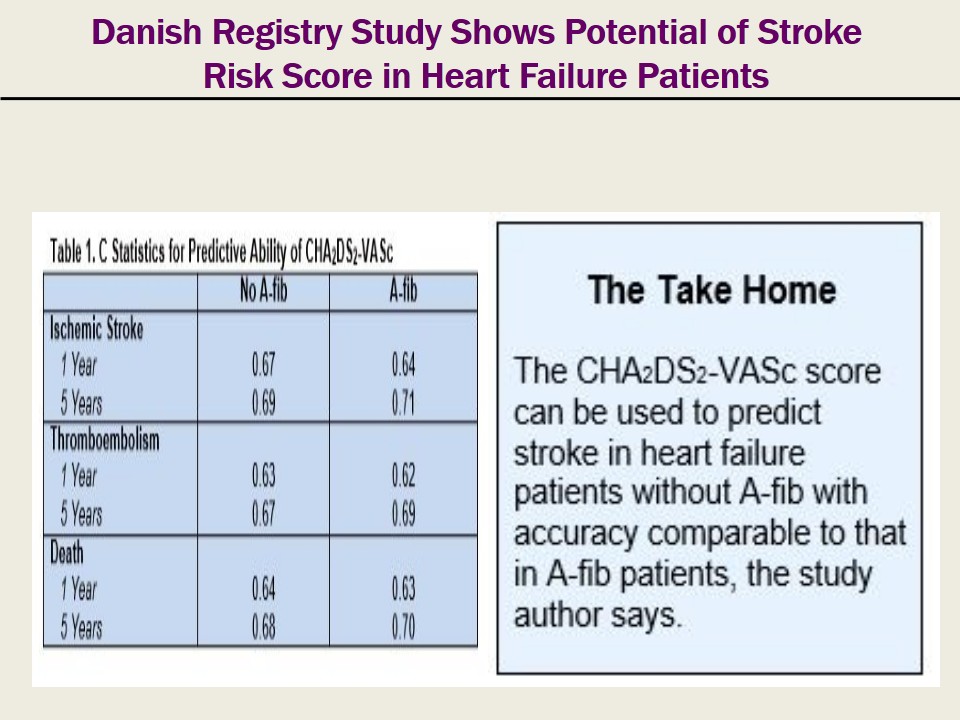 Danish Registry Study Shows Potential of Stroke
Risk Score in Heart Failure Patients
Table 1. C Statistics for Predictive Ability of CHA₂DS₂-VASc
No A-fib A-fib
Ischemic Stroke
1 Year 0.67 0.64
5 Years 0.69 0.71
Thromboembolism
1 Year 0.63 0.62
5 Years 0.67 0.69
Death
1 Year 0.64 0.63
5 Years 0.68 0.70
The Take Home
The CHA₂DS₂-VASc score
can be used to predict
stroke in heart failure
patients without A-fib with
accuracy comparable to that
in A-fib patients, the study
author says.